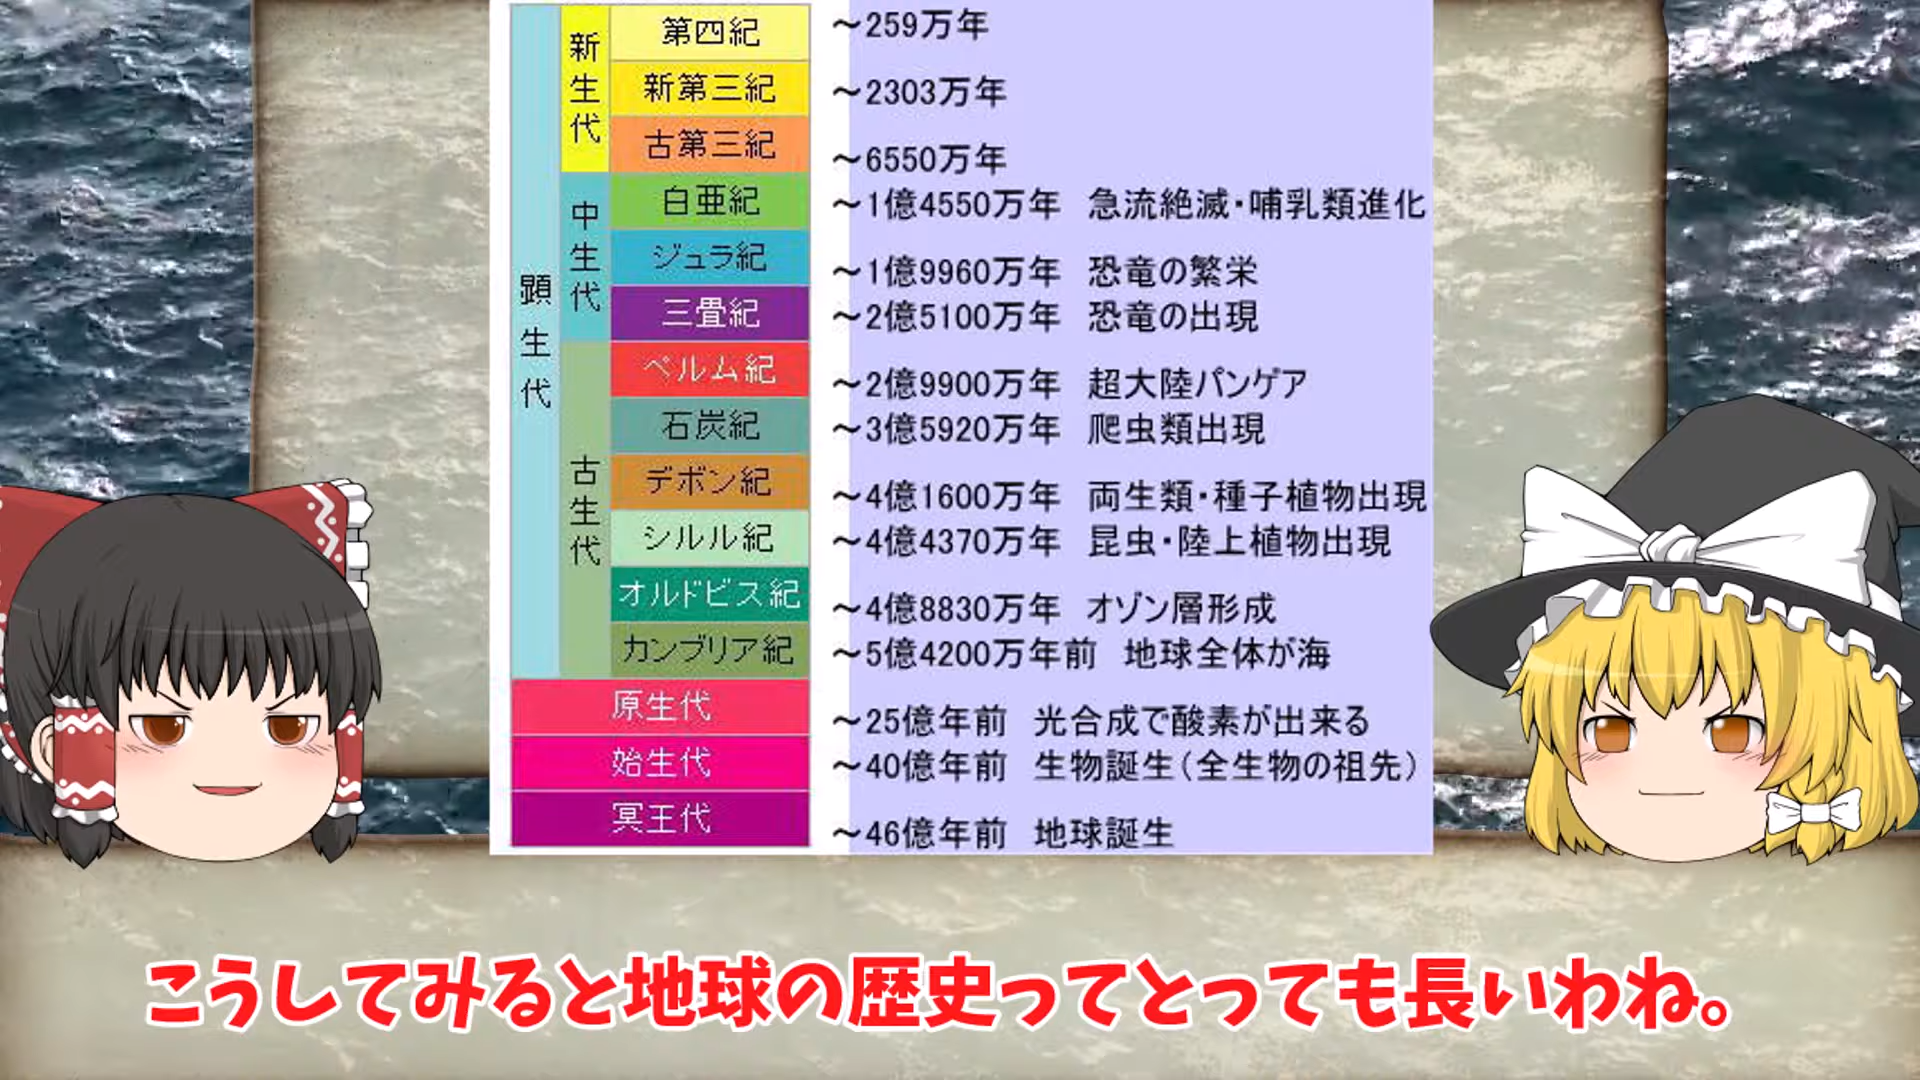 顕生代
新生代
第四紀 ～259万年
新第三紀 ～2303万年
古第三紀 ～6550万年
中生代
白亜紀 ～1億4550万年 急流絶滅・哺乳類進化
ジュラ紀 ～1億9960万年 恐竜の繁栄
三畳紀 ～2億5100万年 恐竜の出現
古生代
ペルム紀 ～2億9900万年 超大陸パンゲア
石炭紀 ～3億5920万年 爬虫類出現
デボン紀 ～4億1600万年 両生類・種子植物出現
シルル紀 ～4億4370万年 昆虫・陸上植物出現
オルドビス紀 ～4億8830万年 オゾン層形成
カンブリア紀 ～5億4200万年前 地球全体が海
原生代 ～25億年前 光合成で酸素が出来る
始生代 ～40億年前 生物誕生（全生物の祖先）
冥王代 ～46億年前 地球誕生
こうしてみると地球の歴史ってとっても長いわね。